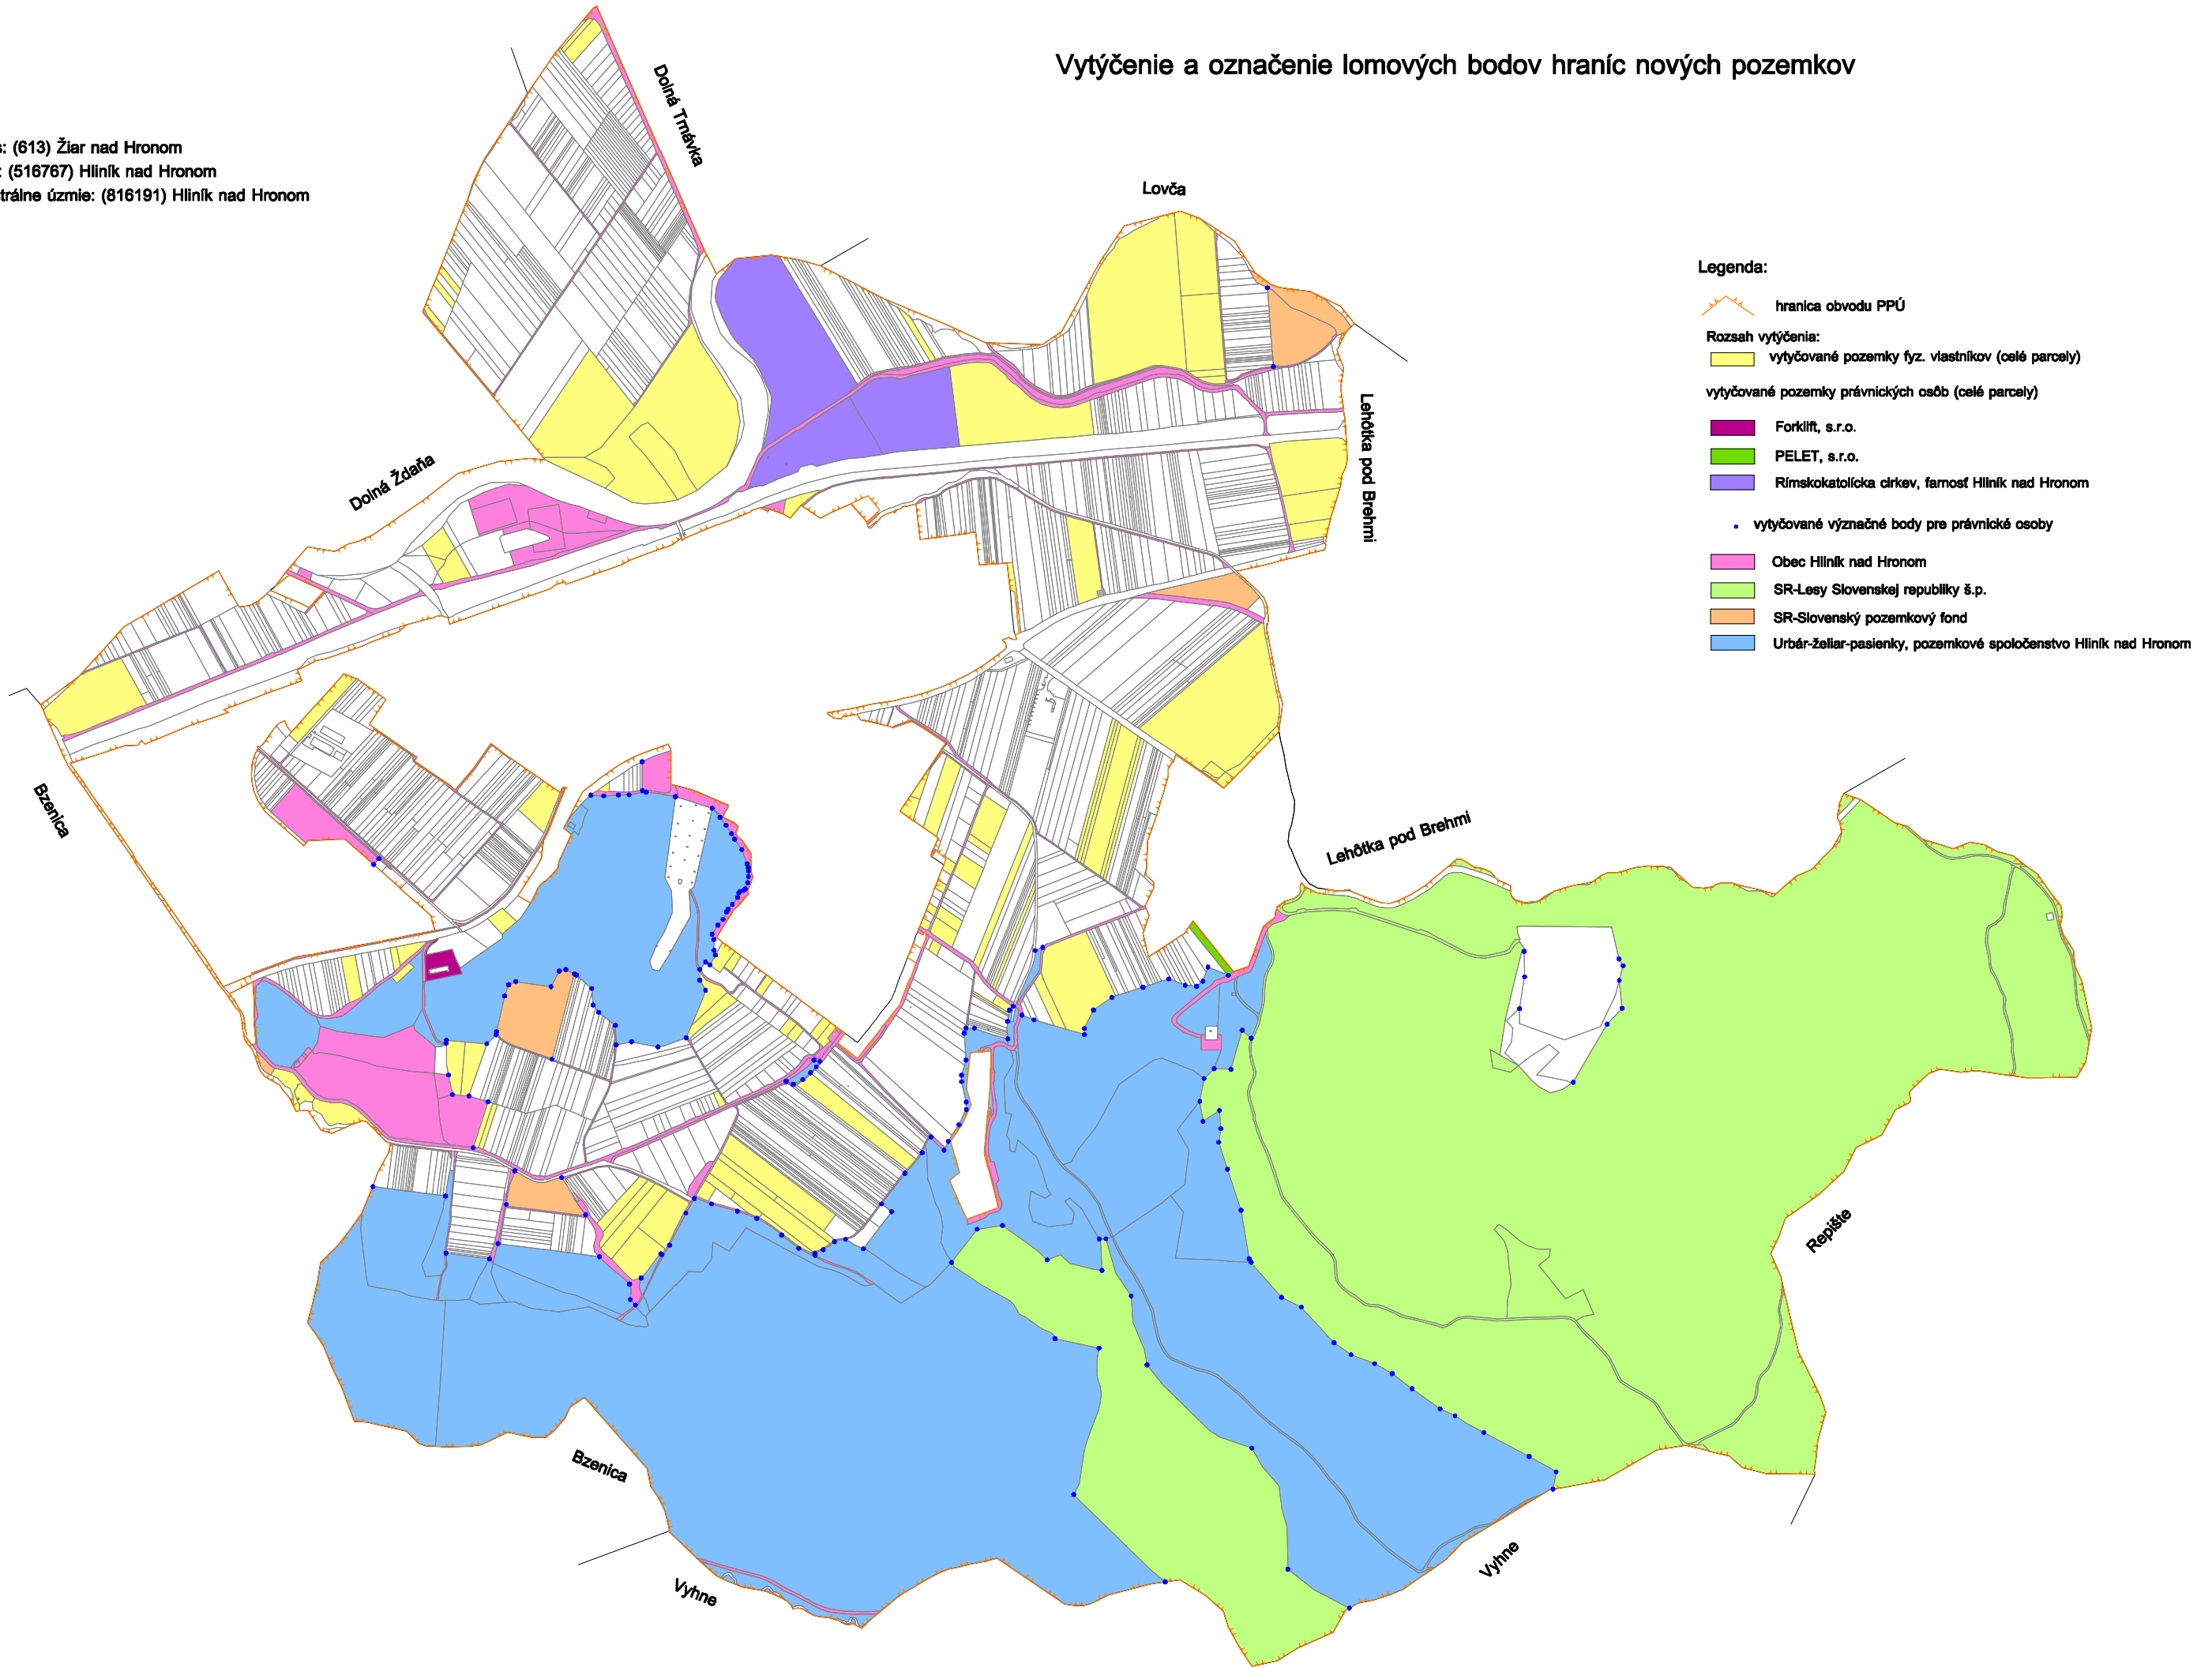 Vytýčenie a označenie lomových bodov hraníc nových pozemkov
s: (613) Žiar nad Hronom
: (516767) Hliník nad Hronom
trálne úzmie: (816191) Hliník nad Hronom
Dolná Trnávka
Lovča
Lehôtka pod Brehmi
Dolná Ždaňa
Bzenica
Lehôtka pod Brehmi
Repište
Bzenica
Vyhne
Vyhne
Legenda:
hranica obvodu PPÚ
Rozsah vytýčenia:
vytyčované pozemky fyz. vlastníkov (celé parcely)
vytyčované pozemky právnických osôb (celé parcely)
Forklift, s.r.o.
PELET, s.r.o.
Rímskokatolícka cirkev, farnosť Hliník nad Hronom
vytyčované význačné body pre právnické osoby
Obec Hliník nad Hronom
SR-Lesy Slovenskej republiky š.p.
SR-Slovenský pozemkový fond
Urbár-želiar-pasienky, pozemkové spoločenstvo Hliník nad Hronom